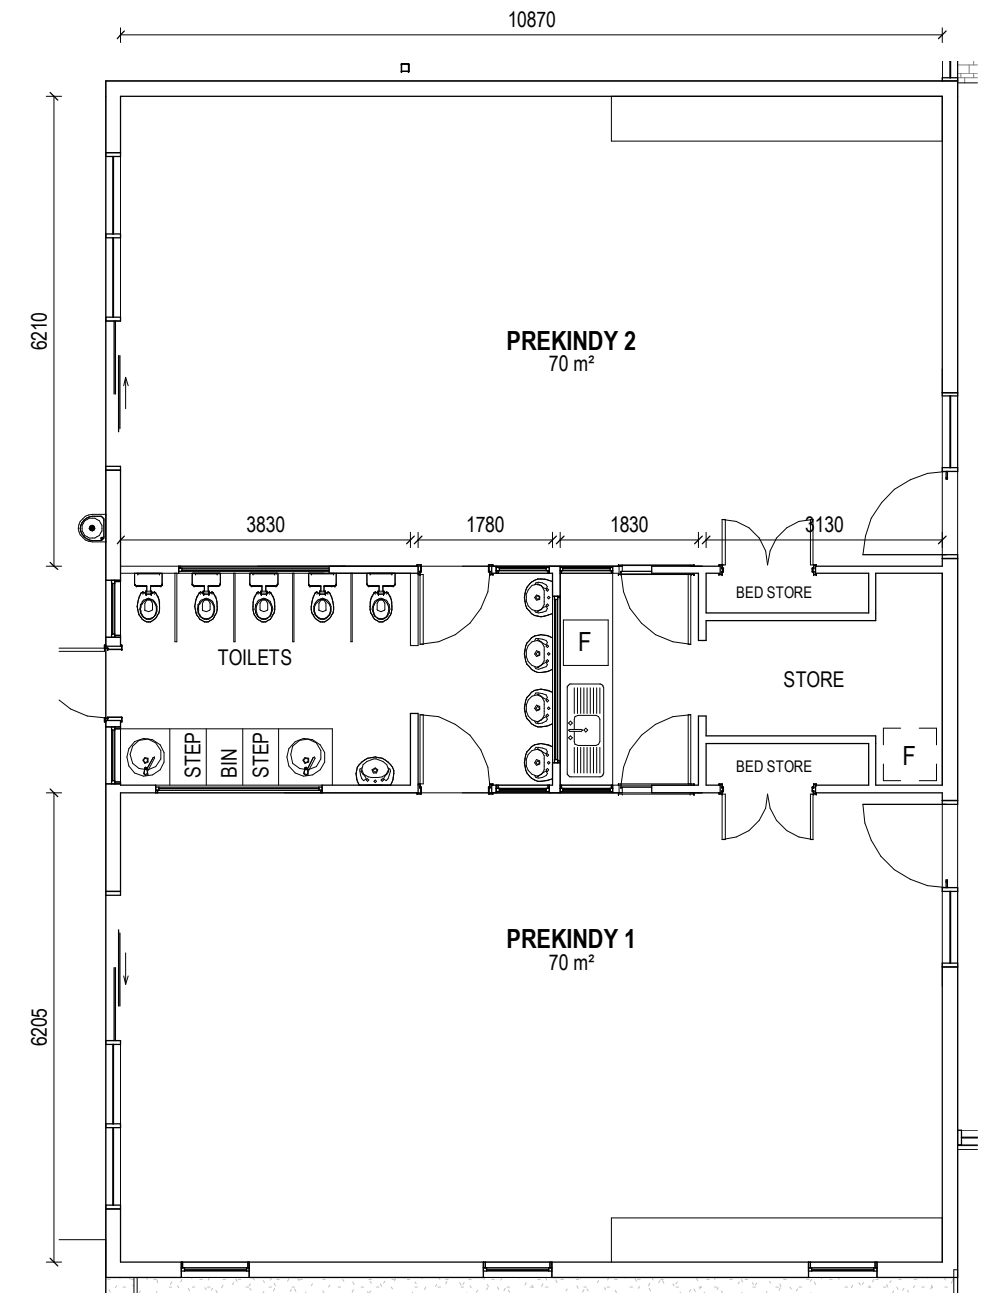 10870
6210
PREKINDY 2
70 m²
3830
1780
1830
3130
BED STORE
F
TOILETS
STORE
STEP
BIN
STEP
BED STORE
F
PREKINDY 1
70 m²
6205